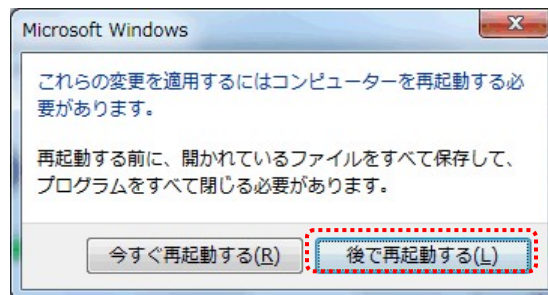 Microsoft Windows
これらの変更を適用するにはコンピューターを再起動する必
要があります。
再起動する前に、開かれているファイルをすべて保存して、
プログラムをすべて閉じる必要があります。
今すぐ再起動する(R) 後で再起動する(L)